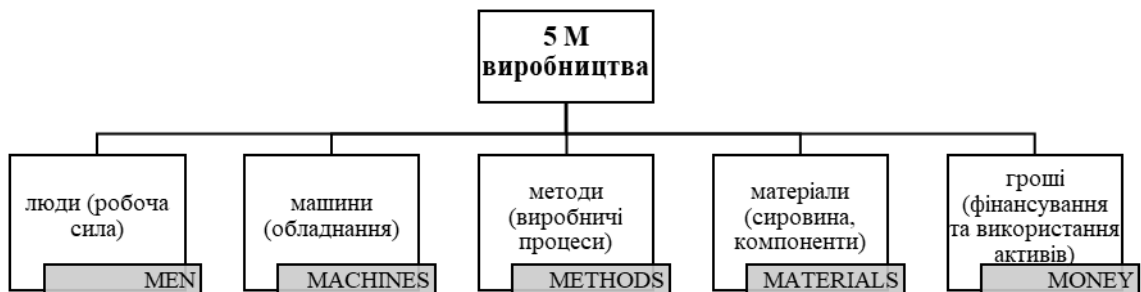 5 М
виробництва
люди (робоча
сила)
MEN
машини
(обладнання)
MACHINES
методи
(виробничі
процеси)
METHODS
матеріали
(сировина,
компоненти)
MATERIALS
гроші
(фінансування
та використання
активів)
MONEY